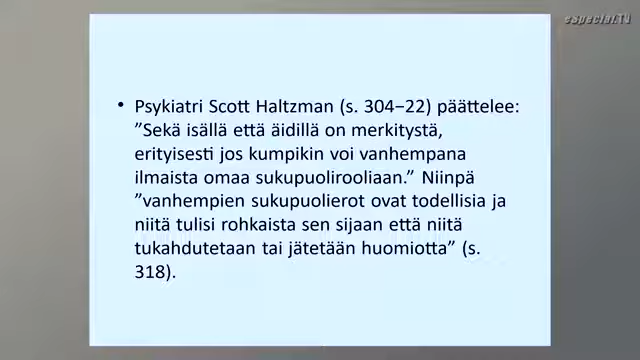 especial.TV
• Psykiatri Scott Haltzman (s. 304–22) päättelee:
”Sekä isällä että äidillä on merkitystä,
erityisesti jos kumpikin voi vanhempana
ilmaista omaa sukupuolirooliaan.” Niinpä
”vanhempien sukupuolierot ovat todellisia ja
niitä tulisi rohkaista sen sijaan että niitä
tukahdutetaan tai jätetään huomiotta” (s.
318).